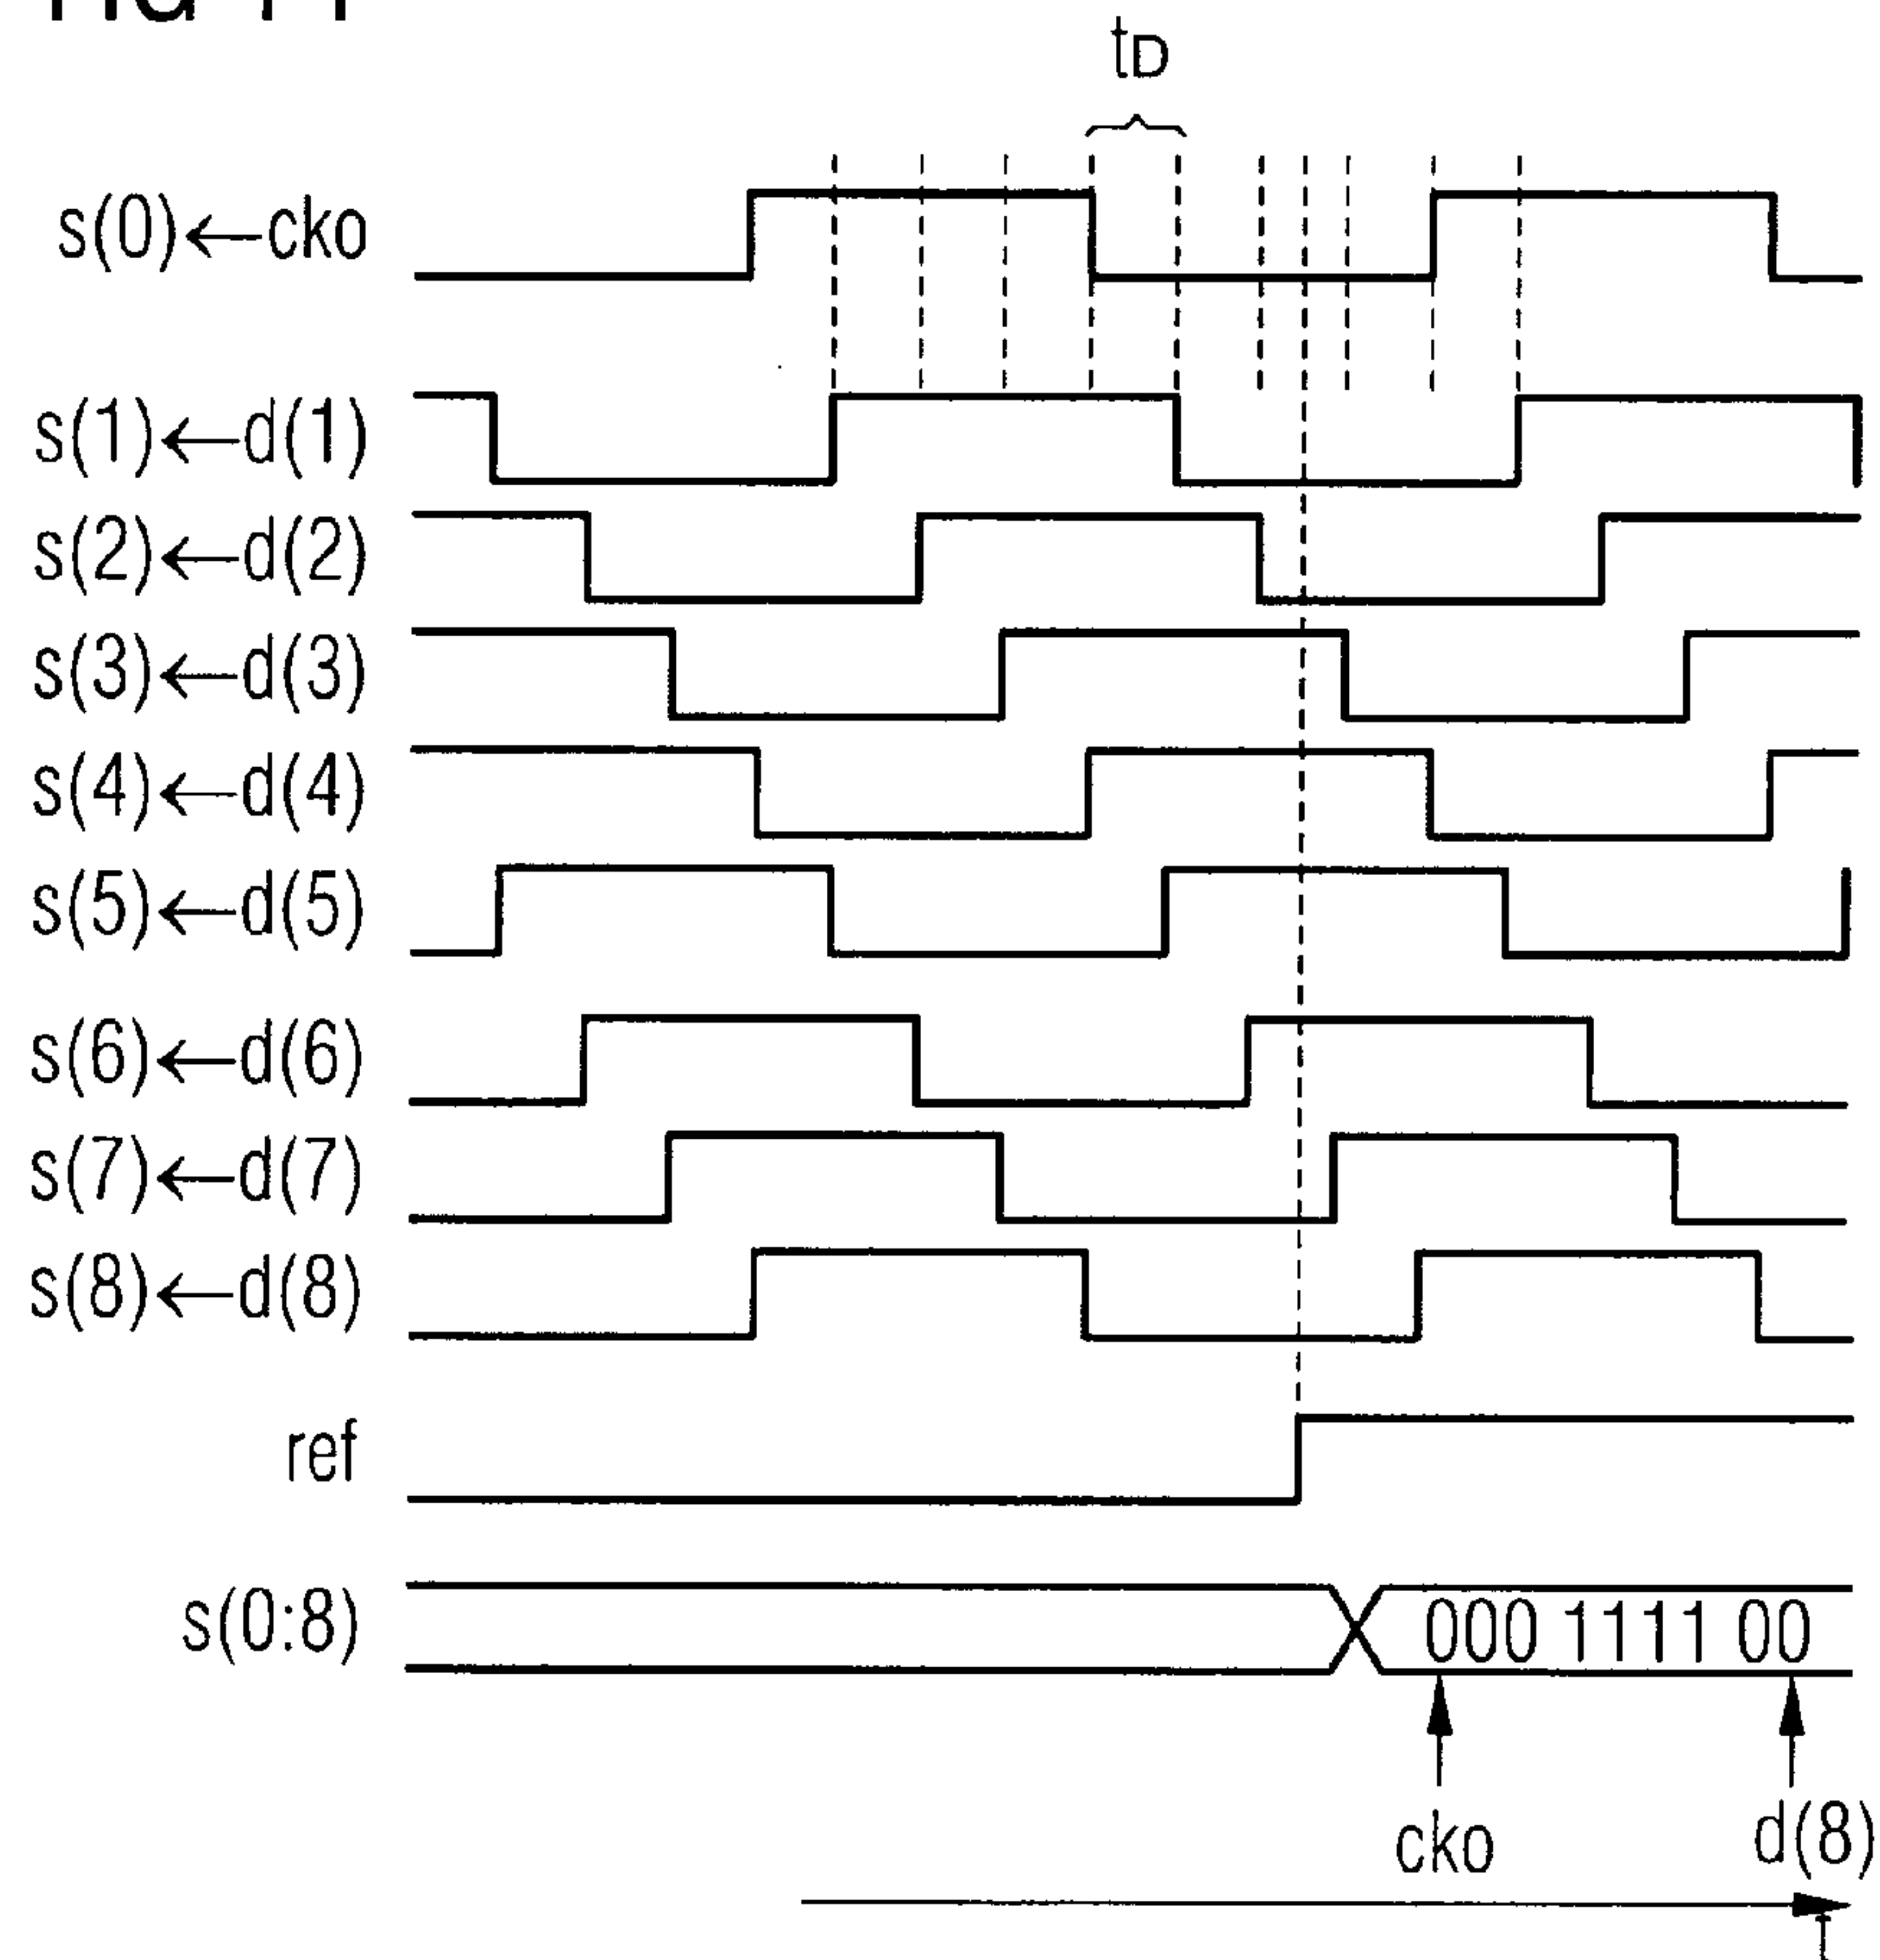 tD
s(0)←cko
s(1)←d(1)
s(2)←d(2)
s(3)←d(3)
s(4)←d(4)
s(5)←d(5)
s(6)←d(6)
s(7)←d(7)
s(8)←d(8)
ref
s(0:8) 000 1111 00
cko d(8)